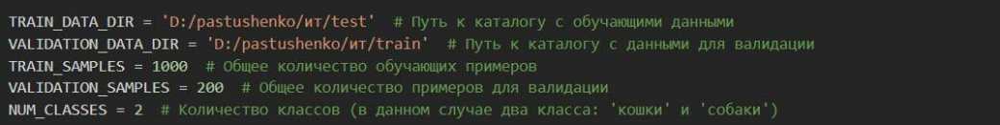 TRAIN_DATA_DIR = 'D:/pastushenko/ит/test'  # Путь к каталогу с обучающими данными
VALIDATION_DATA_DIR = 'D:/pastushenko/ит/train'  # Путь к каталогу с данными для валидации
TRAIN_SAMPLES = 1000  # Общее количество обучающих примеров
VALIDATION_SAMPLES = 200  # Общее количество примеров для валидации
NUM_CLASSES = 2  # Количество классов (в данном случае два класса: 'кошки' и 'собаки')